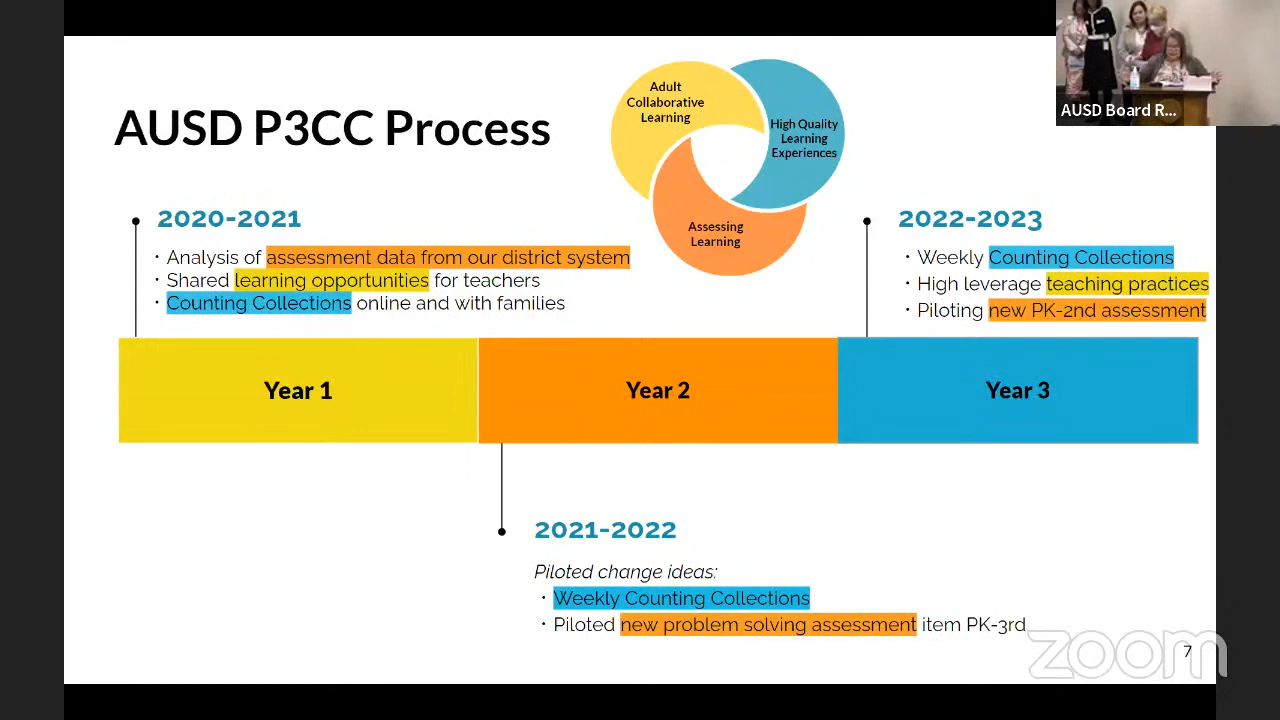 AUSD P3CC Process
Adult
Collaborative
Learning
High Quality
Learning
Experiences
Assessing
Learning
AUSD Board R...
2020-2021
· Analysis of assessment data from our district system
· Shared learning opportunities for teachers
· Counting Collections online and with families
2022-2023
· Weekly Counting Collections
· High leverage teaching practices
· Piloting new PK-2nd assessment
Year 1
Year 2
Year 3
2021-2022
Piloted change ideas:
· Weekly Counting Collections
· Piloted new problem solving assessment item PK-3rd
zoom
7